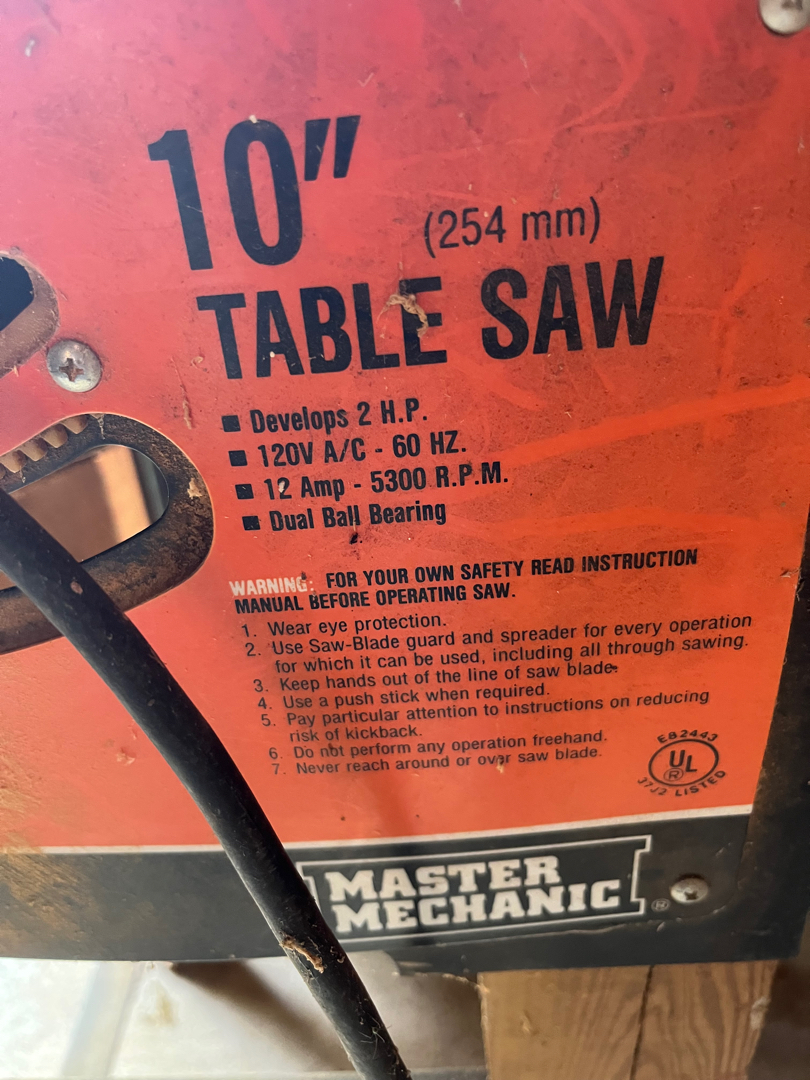 10"
(254 mm)
TABLE SAW
■ Develops 2 H.P.
■ 120V A/C - 60 HZ.
■ 12 Amp - 5300 R.P.M.
■ Dual Ball Bearing
WARNING: FOR YOUR OWN SAFETY READ INSTRUCTION
MANUAL BEFORE OPERATING SAW.
1. Wear eye protection.
2. Use Saw-Blade guard and spreader for every operation
for which it can be used, including all through sawing.
3. Keep hands out of the line of saw blade.
4. Use a push stick when required.
5. Pay particular attention to instructions on reducing
risk of kickback.
6. Do not perform any operation freehand.
7. Never reach around or over saw blade.
E82443
UL
®
37J2 LISTED
MASTER
MECHANIC ®